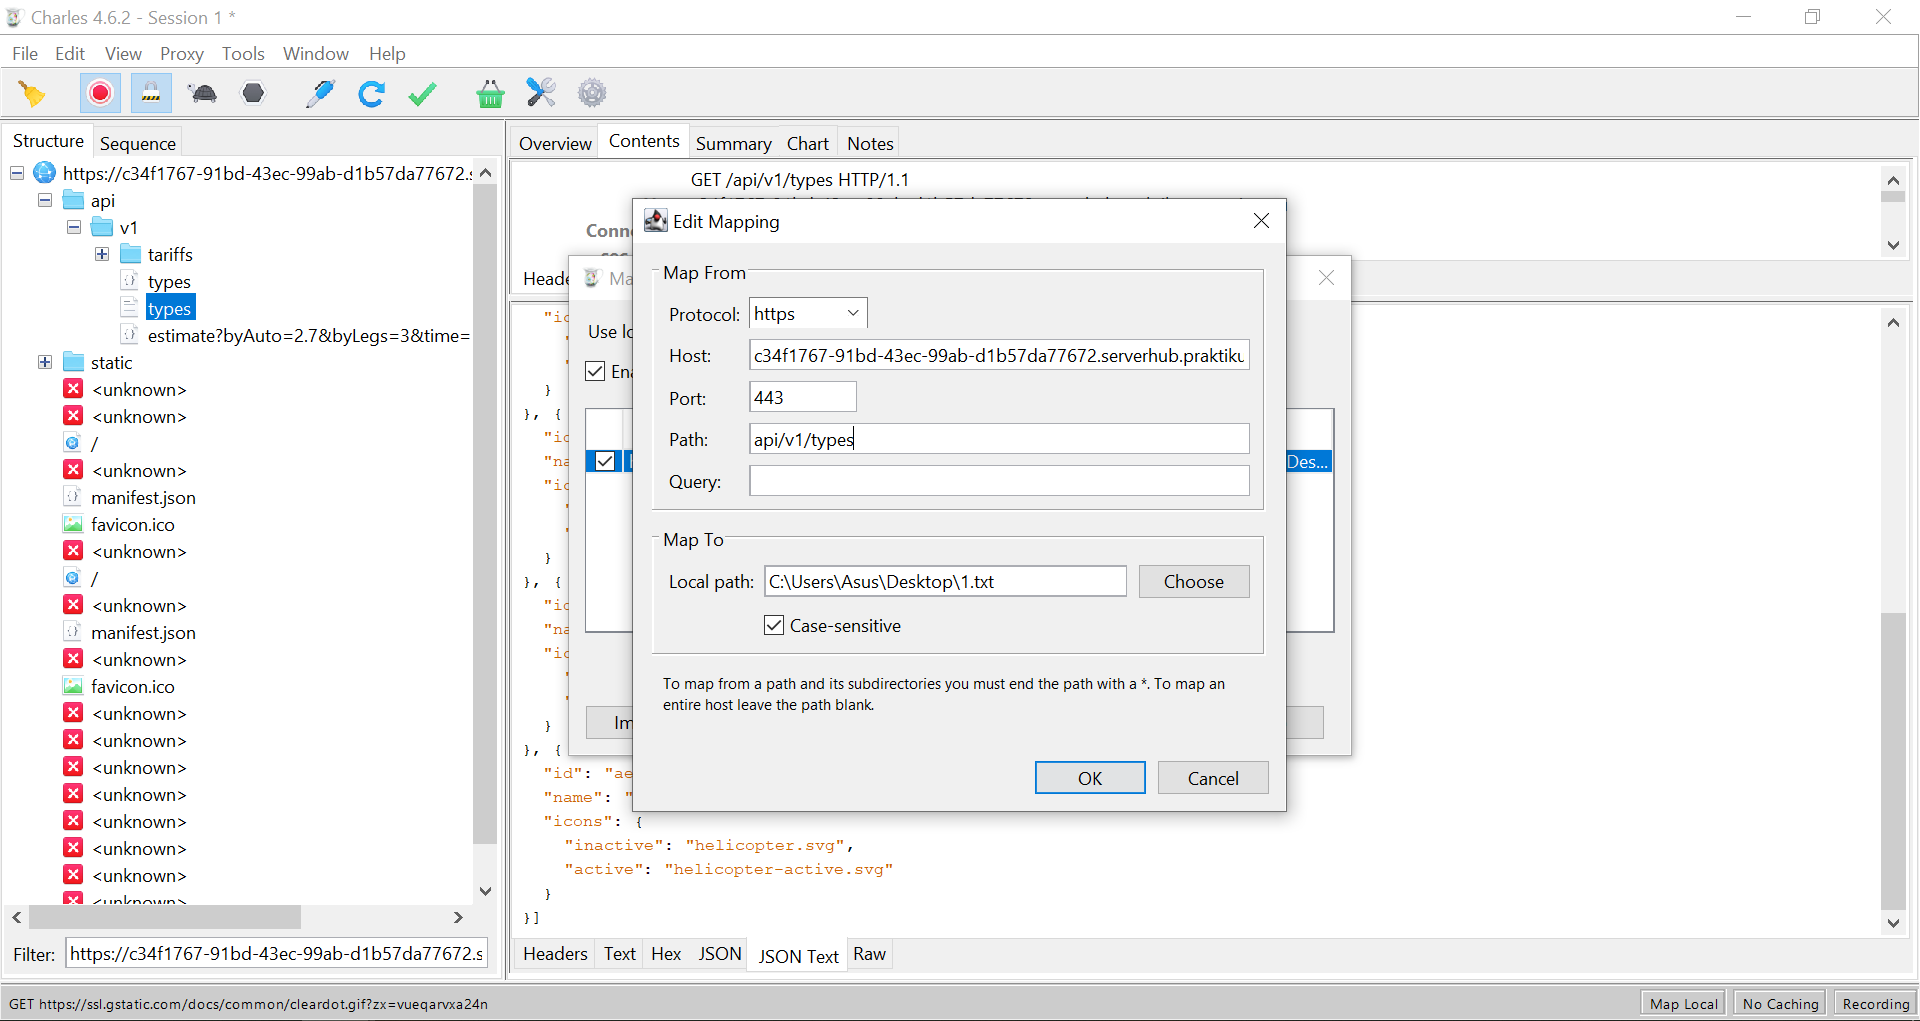 Charles 4.6.2 - Session 1 *
File Edit View Proxy Tools Window Help
Structure Sequence
https://c34f1767-91bd-43ec-99ab-d1b57da77672.s
api
v1
tariffs
types
types
estimate?byAuto=2.7&byLegs=3&time=
static
<unknown>
<unknown>
/
<unknown>
manifest.json
favicon.ico
<unknown>
/
<unknown>
manifest.json
<unknown>
favicon.ico
<unknown>
<unknown>
<unknown>
<unknown>
<unknown>
<unknown>
<unknown>
<unknown>
Filter: https://c34f1767-91bd-43ec-99ab-d1b57da77672.s
Overview Contents Summary Chart Notes
GET /api/v1/types HTTP/1.1
Conne
Heade
Ma
Use lo
Ena
Des...
Im
Edit Mapping
Map From
Protocol: https
Host: c34f1767-91bd-43ec-99ab-d1b57da77672.serverhub.praktiku
Port: 443
Path: api/v1/types
Query:
Map To
Local path: C:\Users\Asus\Desktop\1.txt Choose
Case-sensitive
To map from a path and its subdirectories you must end the path with a *. To map an
entire host leave the path blank.
OK Cancel
"ic
}
}, {
"ic
"na
"ic
}
}, {
"ic
"na
"ic
}
}, {
"id": "ae
"name": "
"icons": {
"inactive": "helicopter.svg",
"active": "helicopter-active.svg"
}
}]
Headers Text Hex JSON JSON Text Raw
GET https://ssl.gstatic.com/docs/common/cleardot.gif?zx=vueqarvxa24n
Map Local No Caching Recording